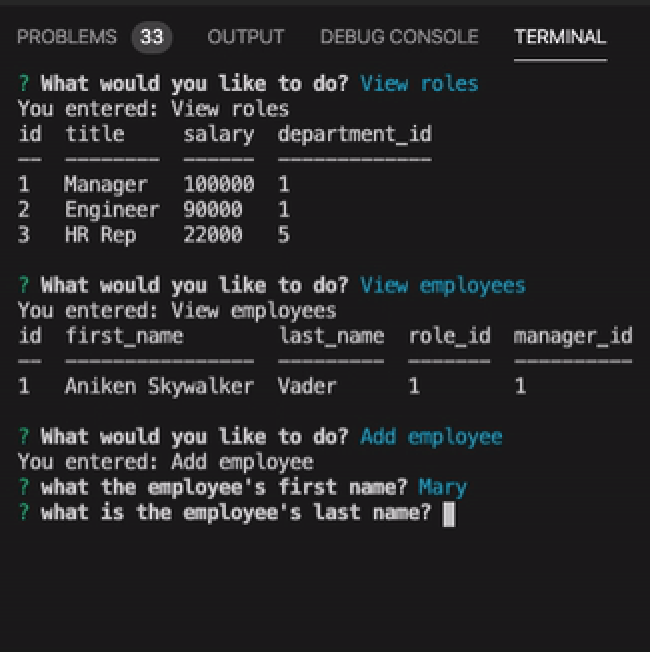 PROBLEMS 33 OUTPUT DEBUG CONSOLE TERMINAL
? What would you like to do? View roles
You entered: View roles
id title salary department_id
-- -------- ------ -------------
1 Manager 100000 1
2 Engineer 90000 1
3 HR Rep 22000 5
? What would you like to do? View employees
You entered: View employees
id first_name last_name role_id manager_id
-- ---------------- --------- ------- ----------
1 Aniken Skywalker Vader 1 1
? What would you like to do? Add employee
You entered: Add employee
? what the employee's first name? Mary
? what is the employee's last name?